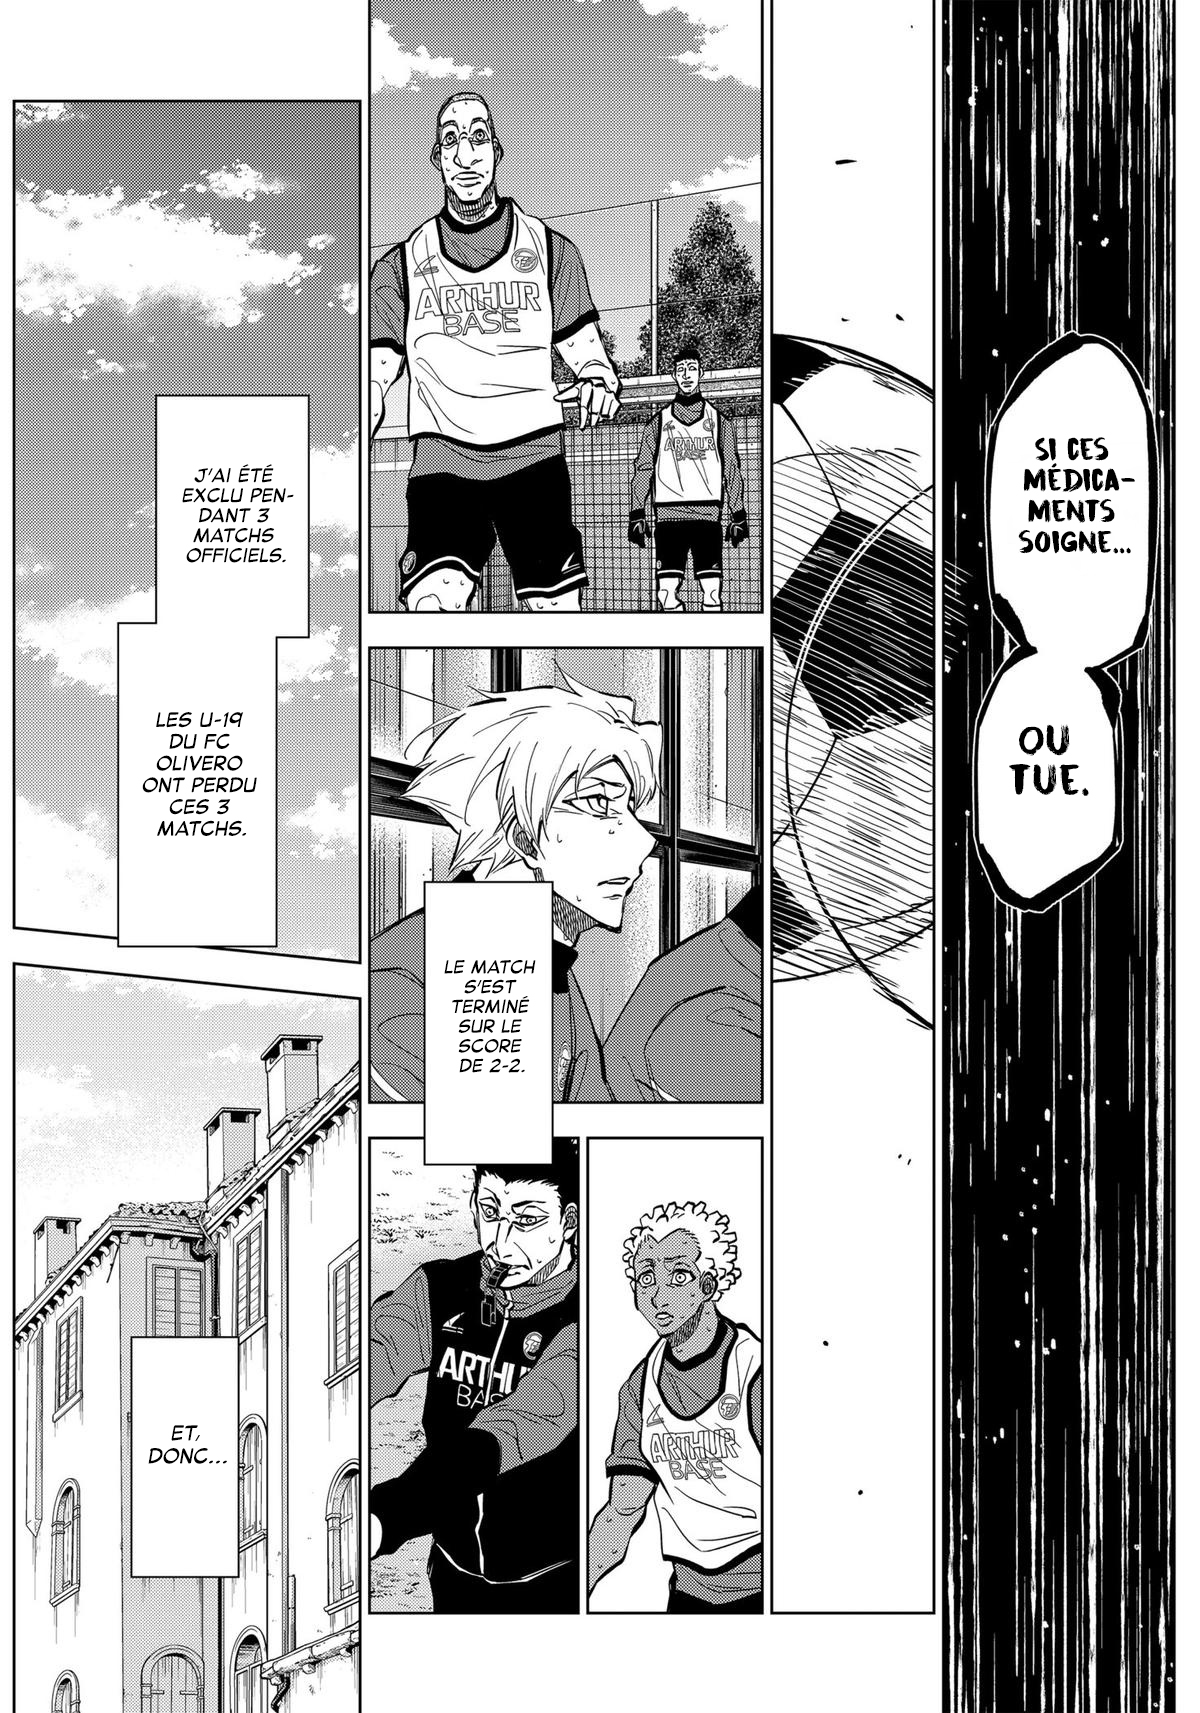 SI CES
MÉDICA-
MENTS
SOIGNE...
OU
TUE.
ARTHUR
BASE
ARTHUR
BASE
LE MATCH
S'EST
TERMINÉ
SUR LE
SCORE
DE 2-2.
ARTHUR
BASE
ARTHU
BAS
J'AI ÉTÉ
EXCLU PEN-
DANT 3
MATCHS
OFFICIELS.
LES U-19
DU FC
OLIVERO
ONT PERDU
CES 3
MATCHS.
ET,
DONC...